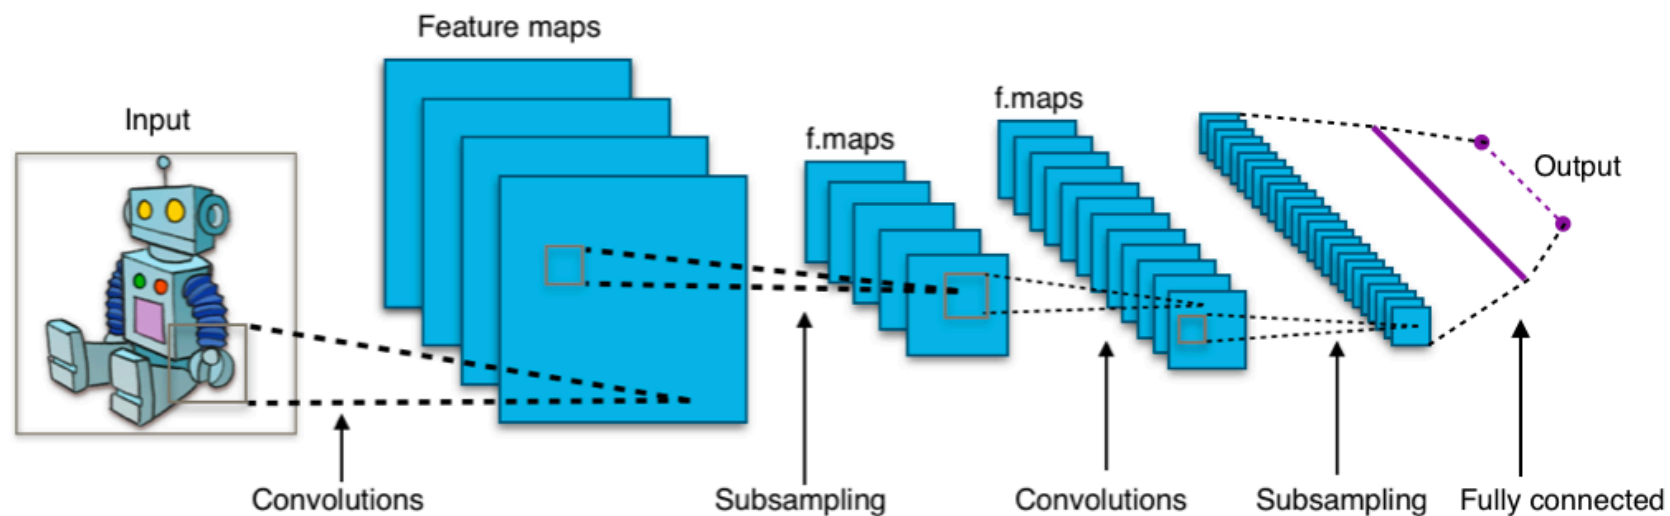 Feature maps
Input
f.maps
f.maps
Output
Convolutions
Subsampling
Convolutions
Subsampling
Fully connected